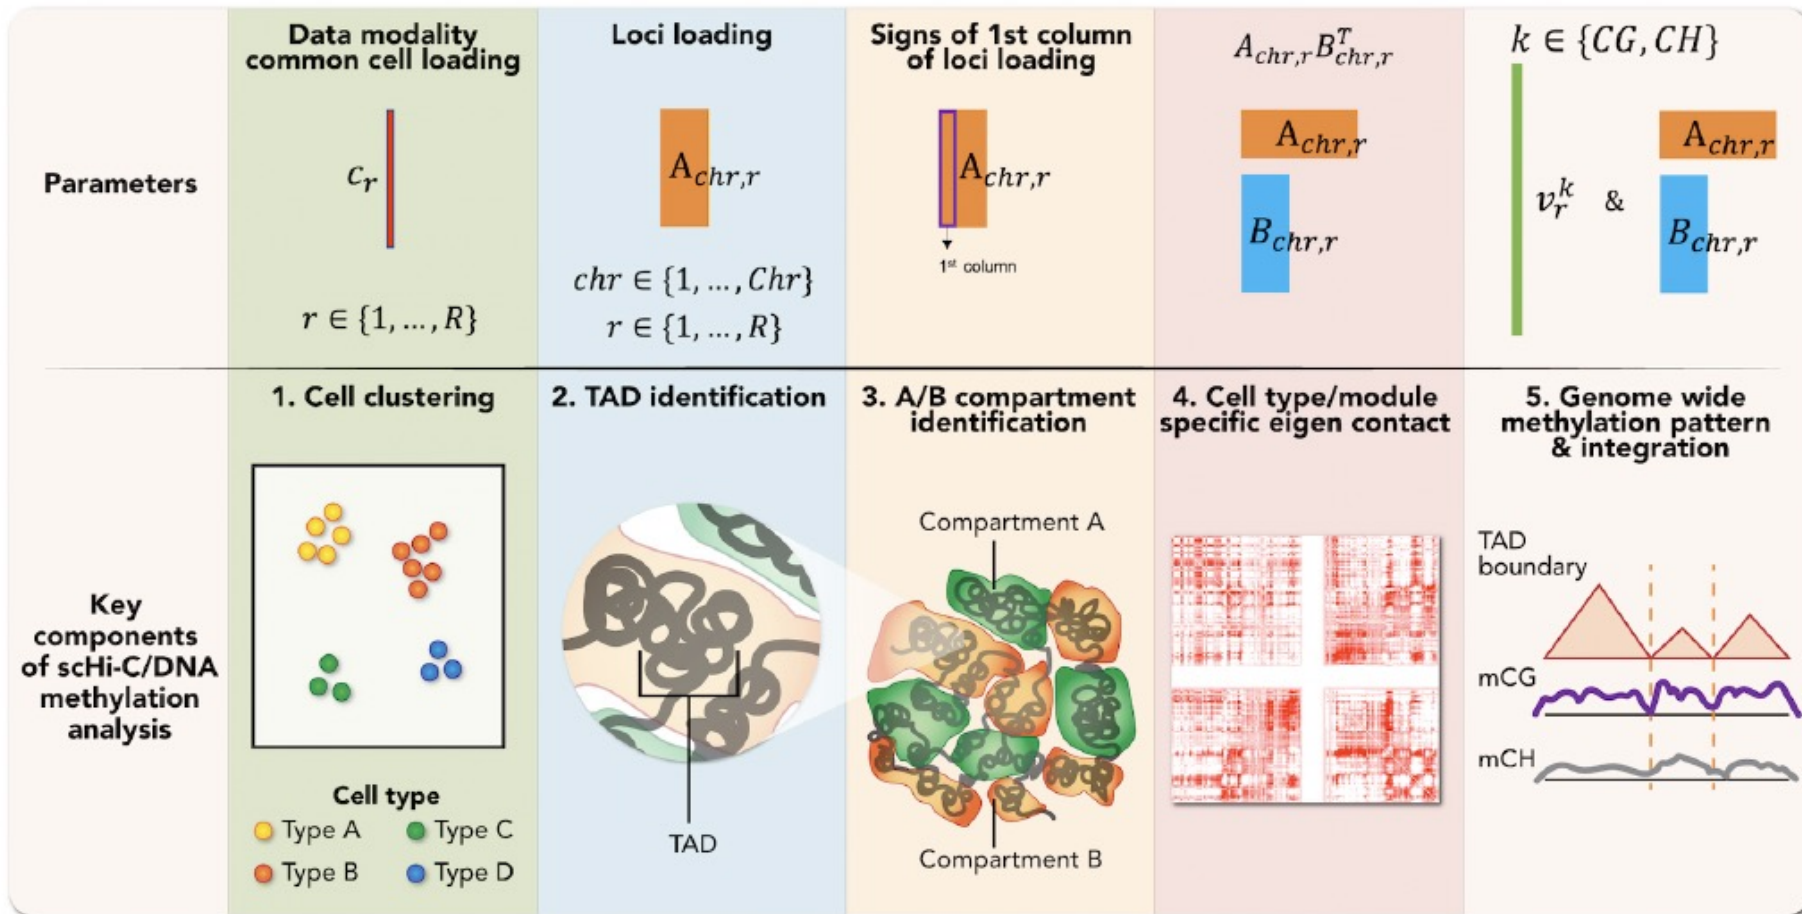 Data modality
common cell loading
Loci loading
Signs of 1st column
of loci loading
A_{chr,r}B^T_{chr,r}
k ∈ {CG, CH}
Parameters
c_r
r ∈ {1, ..., R}
A_{chr,r}
chr ∈ {1, ..., Chr}
r ∈ {1, ..., R}
A_{chr,r}
1st column
A_{chr,r}
B_{chr,r}
v^k_r &
A_{chr,r}
B_{chr,r}
Key
components
of scHi-C/DNA
methylation
analysis
1. Cell clustering
Cell type
Type A
Type C
Type B
Type D
2. TAD identification
TAD
3. A/B compartment
identification
Compartment A
Compartment B
4. Cell type/module
specific eigen contact
5. Genome wide
methylation pattern
& integration
TAD
boundary
mCG
mCH